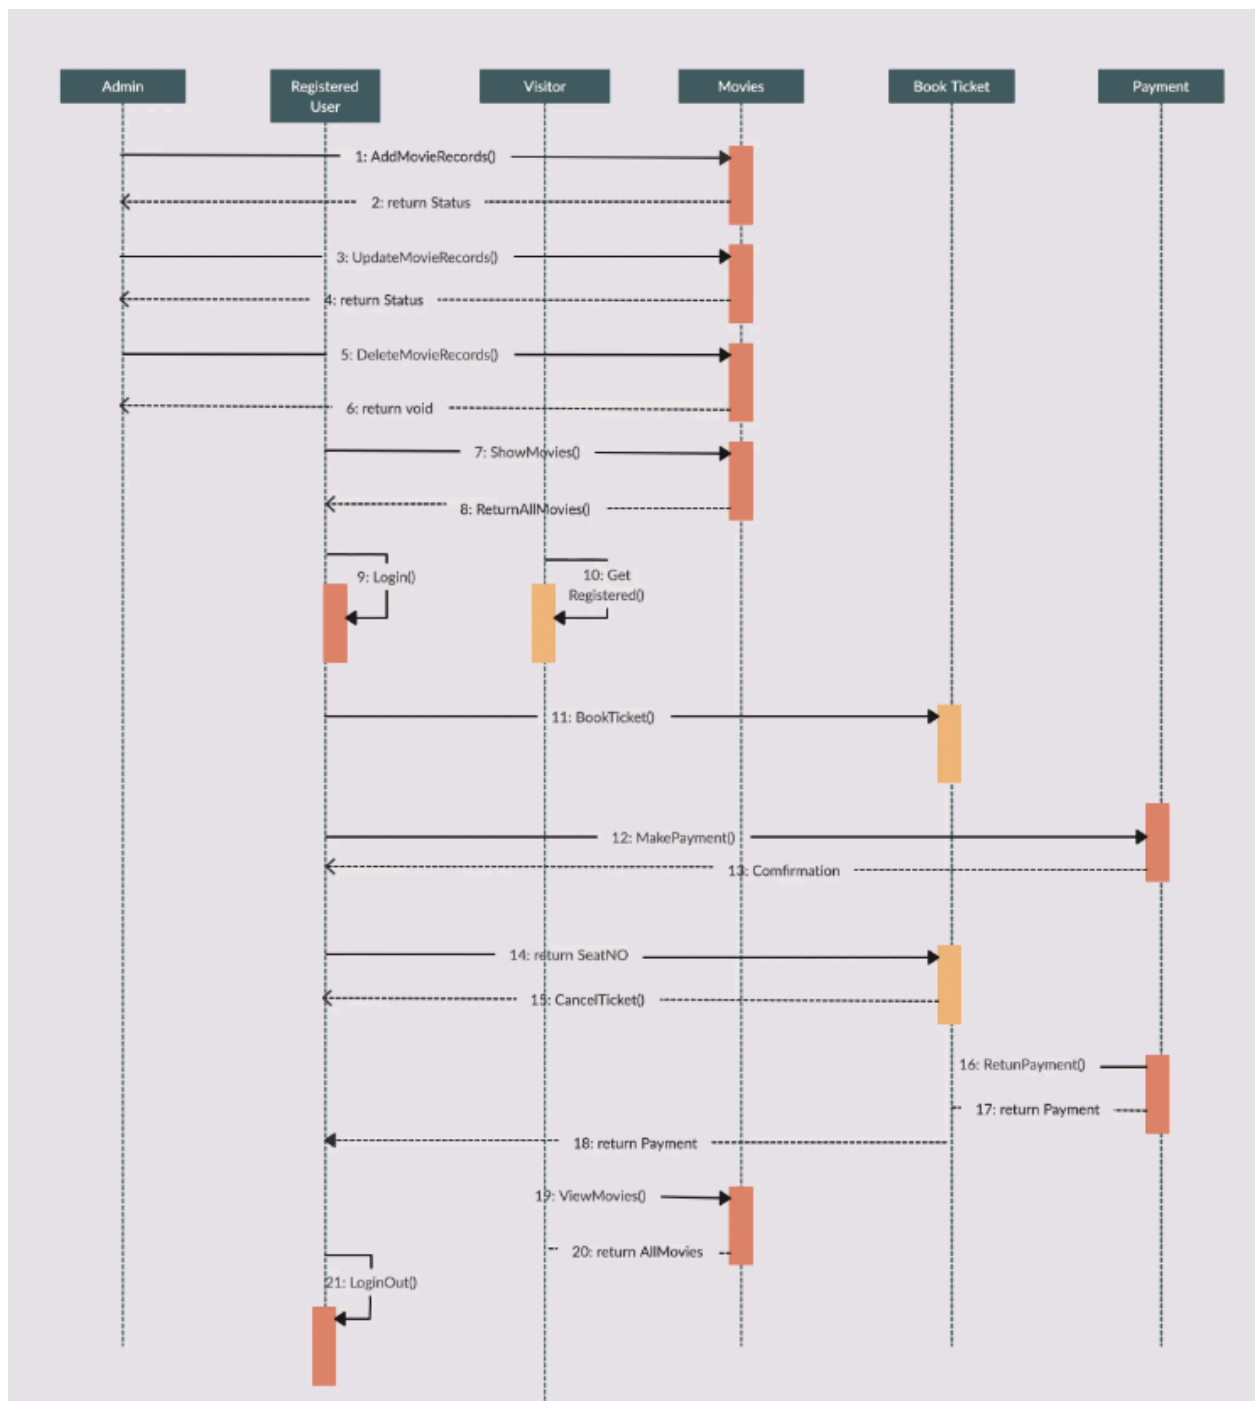 Admin
Registered
User
Visitor
Movies
Book Ticket
Payment
1: AddMovieRecords()
2: return Status
3: UpdateMovieRecords()
4: return Status
5: DeleteMovieRecords()
6: return void
7: ShowMovies()
8: ReturnAllMovies()
9: Login()
10: Get
Registered()
11: BookTicket()
12: MakePayment()
13: Comfirmation
14: return SeatNO
15: CancelTicket()
16: RetunPayment()
17: return Payment
18: return Payment
19: ViewMovies()
20: return AllMovies
21: LoginOut()